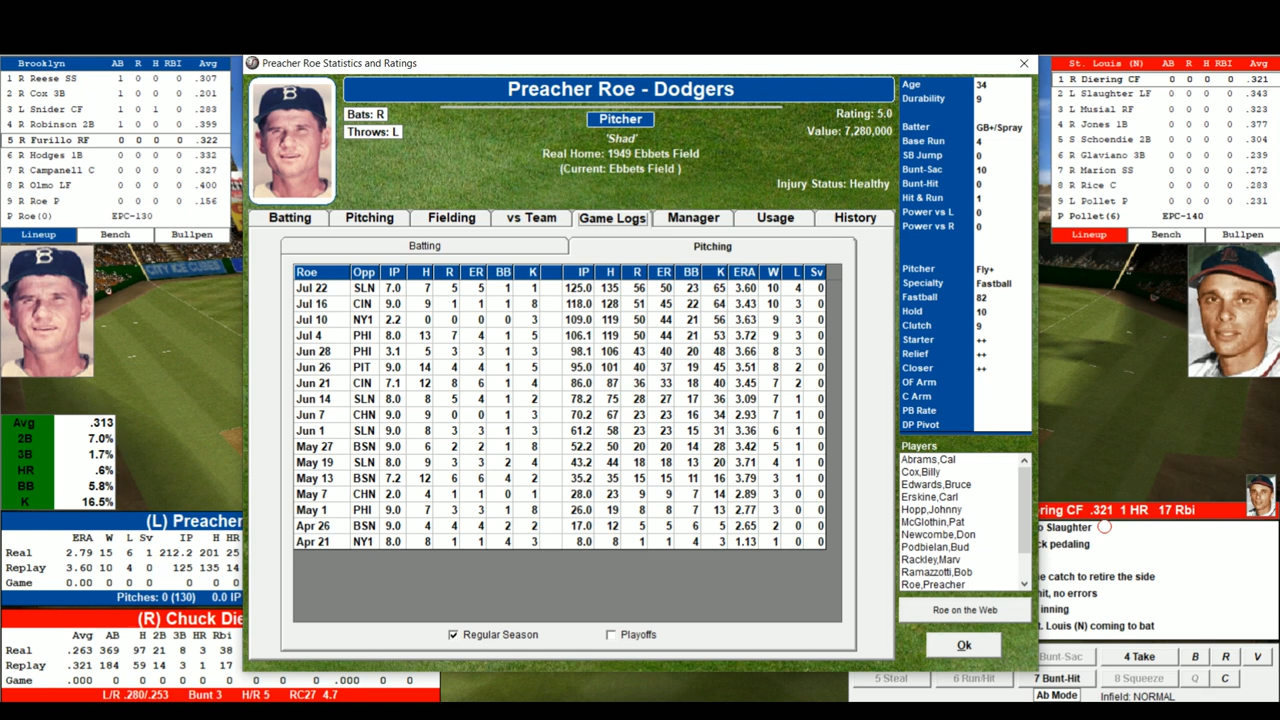 Brooklyn AB R H RBI Avg
1 R Reese SS 1 0 0 0 .307
2 R Cox 3B 1 0 0 0 .201
3 L Snider CF 1 0 1 0 .283
4 R Robinson 2B 1 0 0 0 .399
5 R Furillo RF 0 0 0 0 .322
6 R Hodges 1B 0 0 0 0 .332
7 R Campanell C 0 0 0 0 .327
8 R Olmo LF 0 0 0 0 .400
9 R Roe P 0 0 0 0 .156
P Roe(0) EPC-130
Lineup Bench Bullpen
CITY ICE CUBES
Avg .313
2B 7.0%
3B 1.7%
HR .6%
BB 5.8%
K 16.5%
(L) Preacher
ERA W L Sv IP H HR
Real 2.79 15 6 1 212.2 201 25
Replay 3.60 10 4 0 125 135 14
Game 0.00 0 0 0 0 0 0
Pitches: 0 (130) 0.0 IP
(R) Chuck Die
Avg AB H 2B 3B HR Rbi
Real .263 369 97 21 8 3 38
Replay .321 184 59 14 3 1 17
Game .000 0 0 0 0 0 0 .000 0 0
L/R .280/.253 Bunt 3 H/R 5 RC27 4.7
Preacher Roe Statistics and Ratings
Preacher Roe - Dodgers
Bats: R
Throws: L
Pitcher
'Shad'
Real Home: 1949 Ebbets Field
(Current: Ebbets Field )
Rating: 5.0
Value: 7,280,000
Injury Status: Healthy
Batting Pitching Fielding vs Team Game Logs Manager Usage History
Batting Pitching
Roe Opp IP H R ER BB K IP H R ER BB K ERA W L Sv
Jul 22 SLN 7.0 7 5 5 1 1 125.0 135 56 50 23 65 3.60 10 4 0
Jul 16 CIN 9.0 9 1 1 1 8 118.0 128 51 45 22 64 3.43 10 3 0
Jul 10 NY1 2.2 0 0 0 0 3 109.0 119 50 44 21 56 3.63 9 3 0
Jul 4 PHI 8.0 13 7 4 1 5 106.1 119 50 44 21 53 3.72 9 3 0
Jun 28 PHI 3.1 5 3 3 1 3 98.1 106 43 40 20 48 3.66 8 3 0
Jun 26 PIT 9.0 14 4 4 1 5 95.0 101 40 37 19 45 3.51 8 2 0
Jun 21 CIN 7.1 12 8 6 1 4 86.0 87 36 33 18 40 3.45 7 2 0
Jun 14 SLN 8.0 8 5 4 1 2 78.2 75 28 27 17 36 3.09 7 1 0
Jun 7 CHN 9.0 9 0 0 1 3 70.2 67 23 23 16 34 2.93 7 1 0
Jun 1 SLN 9.0 8 3 3 1 3 61.2 58 23 23 15 31 3.36 6 1 0
May 27 BSN 9.0 6 2 2 1 8 52.2 50 20 20 14 28 3.42 5 1 0
May 19 SLN 8.0 9 3 3 2 4 43.2 44 18 18 13 20 3.71 4 1 0
May 13 BSN 7.2 12 6 6 4 2 35.2 35 15 15 11 16 3.79 3 1 0
May 7 CHN 2.0 4 1 1 0 1 28.0 23 9 9 7 14 2.89 3 0 0
May 1 PHI 9.0 7 3 3 1 8 26.0 19 8 8 7 13 2.77 3 0 0
Apr 26 BSN 9.0 4 4 4 2 2 17.0 12 5 5 6 5 2.65 2 0 0
Apr 21 NY1 8.0 8 1 1 4 3 8.0 8 1 1 4 3 1.13 1 0 0
Regular Season Playoffs
Age 34
Durability 9
Batter GB+/Spray
Base Run 4
SB Jump 0
Bunt-Sac 10
Bunt-Hit 0
Hit & Run 1
Power vs L 0
Power vs R 0
Pitcher Fly+
Specialty Fastball
Fastball 82
Hold 10
Clutch 9
Starter ++
Relief ++
Closer ++
OF Arm
C Arm
PB Rate
DP Pivot
Players
Abrams,Cal
Cox,Billy
Edwards,Bruce
Erskine,Carl
Hopp,Johnny
McGlothin,Pat
Newcombe,Don
Podbielan,Bud
Rackley,Marv
Ramazzotti,Bob
Roe,Preacher
Roe on the Web
Ok
St. Louis (N) AB R H RBI Avg
1 R Diering CF 0 0 0 0 .321
2 L Slaughter LF 0 0 0 0 .343
3 L Musial RF 0 0 0 0 .323
4 R Jones 1B 0 0 0 0 .377
5 S Schoendie 2B 0 0 0 0 .304
6 R Glaviano 3B 0 0 0 0 .239
7 R Marion SS 0 0 0 0 .272
8 R Rice C 0 0 0 0 .283
9 L Pollet P 0 0 0 0 .231
P Pollet(6) EPC-140
Lineup Bench Bullpen
ring CF .321 1 HR 17 Rbi
o Slaughter
ck pedaling
e catch to retire the side
hit, no errors
inning
t. Louis (N) coming to bat
Bunt-Sac 4 Take B R V
5 Steal 6 Run/Hit 7 Bunt-Hit 8 Squeeze Q C
Ab Mode Infield: NORMAL